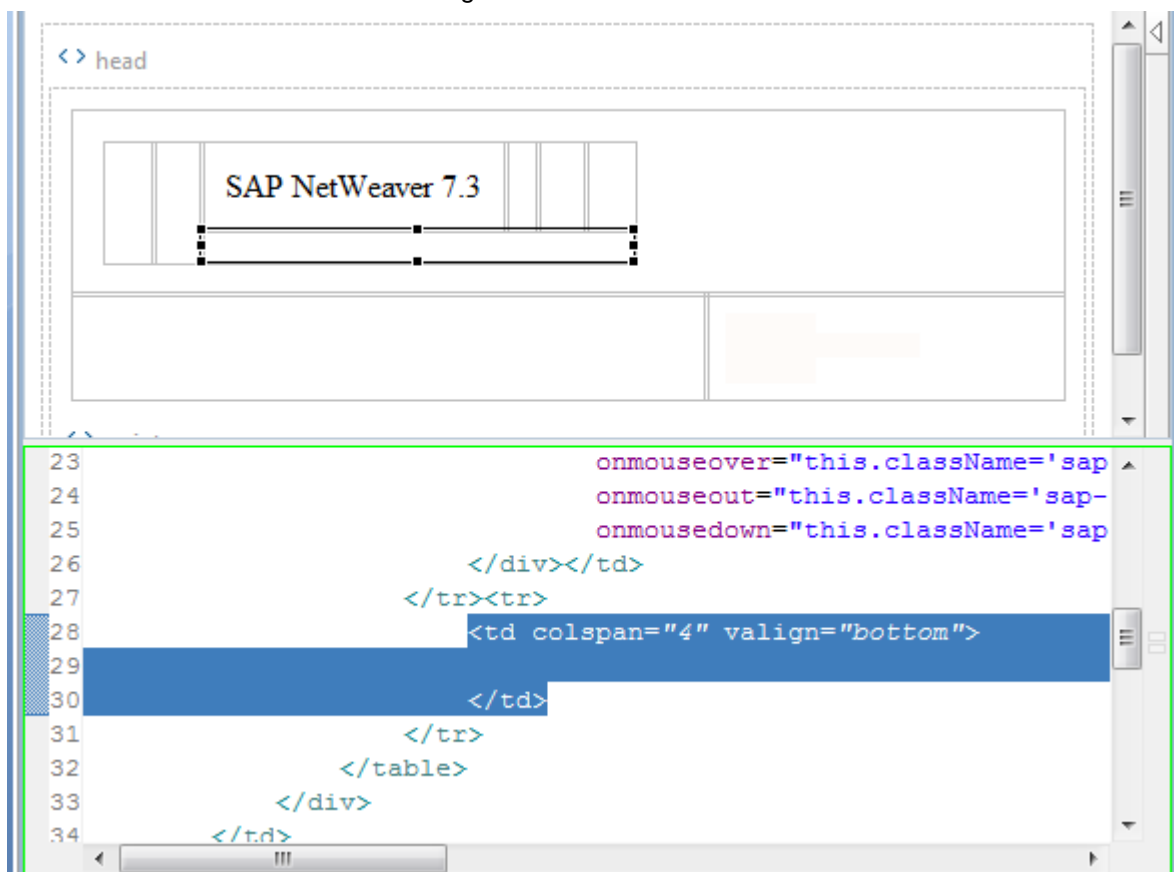 <> head
SAP NetWeaver 7.3
23 onmouseover="this.className='sap
24 onmouseout="this.className='sap-
25 onmousedown="this.className='sap
26 </div></td>
27 </tr><tr>
28 <td colspan="4" valign="bottom">
29
30 </td>
31 </tr>
32 </table>
33 </div>
34 </td>